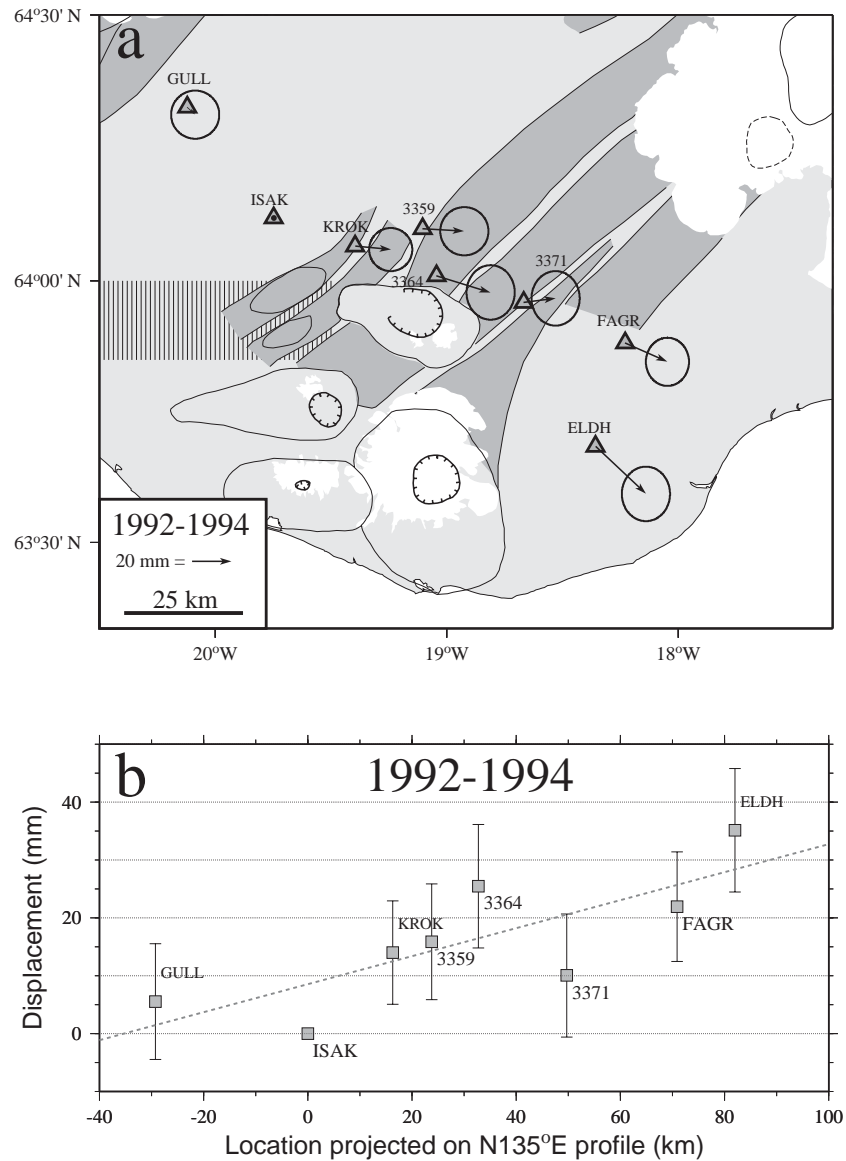 64°30' N
a
GULL
ISAK
3359
KROK
3371
64°00' N
3364
FAGR
ELDH
1992-1994
63°30' N
20 mm =
25 km
20°W
19°W
18°W
b
1992-1994
ELDH
40
Displacement (mm)
3364
KROK
20
FAGR
3359
GULL
3371
0
ISAK
-40
-20
0
20
40
60
80
100
Location projected on N135°E profile (km)